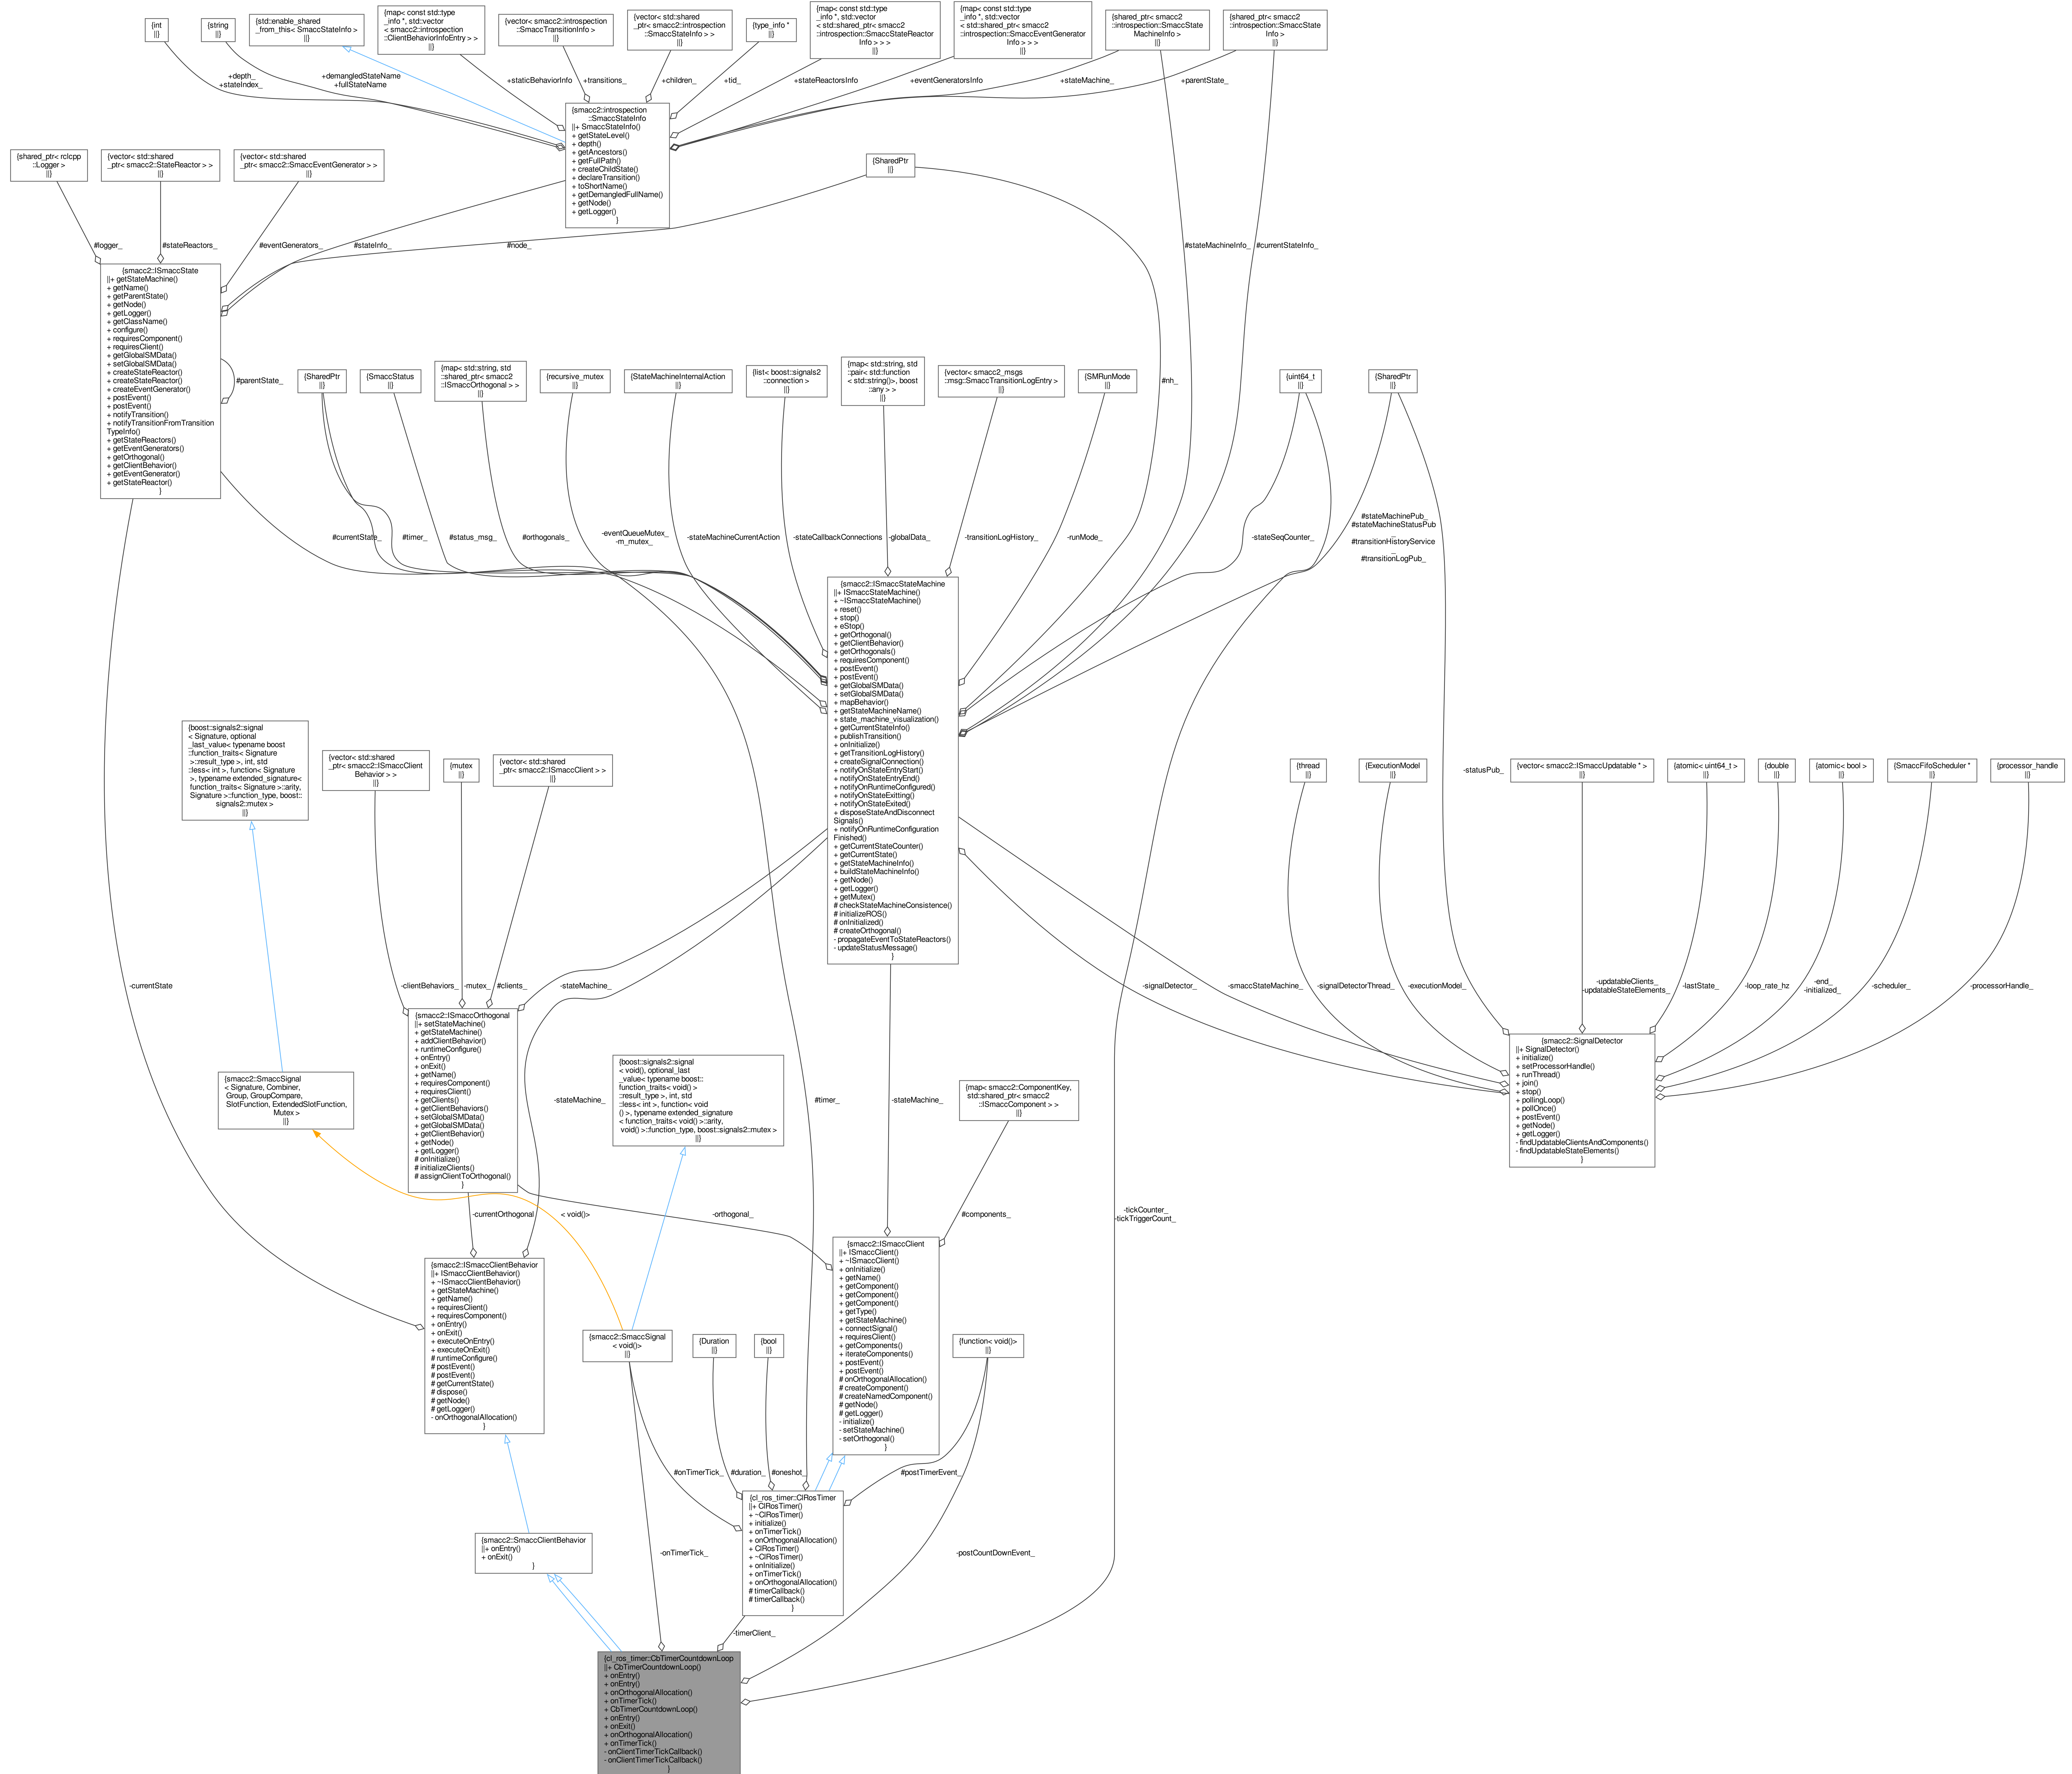 {int
||}
{string
||}
{std::enable_shared
_from_this< SmaccStateInfo >
||}
{map< const std::type
_info *, std::vector
< smacc2::introspection
::ClientBehaviorInfoEntry > >
||}
{vector< smacc2::introspection
::SmaccTransitionInfo >
||}
{vector< std::shared
_ptr< smacc2::introspection
::SmaccStateInfo > >
||}
{type_info *
||}
{map< const std::type
_info *, std::vector
< std::shared_ptr< smacc2
::introspection::SmaccStateReactor
Info > > >
||}
{map< const std::type
_info *, std::vector
< std::shared_ptr< smacc2
::introspection::SmaccEventGenerator
Info > > >
||}
{shared_ptr< smacc2
::introspection::SmaccState
MachineInfo >
||}
{shared_ptr< smacc2
::introspection::SmaccState
Info >
||}
+depth_
+stateIndex_
+demangledStateName
+fullStateName
+staticBehaviorInfo
+transitions_
+children_
+tid_
+stateReactorsInfo
+eventGeneratorsInfo
+stateMachine_
+parentState_
{smacc2::introspection
::SmaccStateInfo
||+ SmaccStateInfo()
+ getStateLevel()
+ depth()
+ getAncestors()
+ getFullPath()
+ createChildState()
+ declareTransition()
+ toShortName()
+ getDemangledFullName()
+ getNode()
+ getLogger()
}
{shared_ptr< rclcpp
::Logger >
||}
{vector< std::shared
_ptr< smacc2::StateReactor > >
||}
{vector< std::shared
_ptr< smacc2::SmaccEventGenerator > >
||}
{SharedPtr
||}
#logger_
#stateReactors_
#eventGenerators_
#stateInfo_
#node_
#stateMachineInfo_
#currentStateInfo_
{smacc2::ISmaccState
||+ getStateMachine()
+ getName()
+ getParentState()
+ getNode()
+ getLogger()
+ getClassName()
+ configure()
+ requiresComponent()
+ requiresClient()
+ getGlobalSMData()
+ setGlobalSMData()
+ createStateReactor()
+ createStateReactor()
+ createEventGenerator()
+ postEvent()
+ postEvent()
+ notifyTransition()
+ notifyTransitionFromTransition
TypeInfo()
+ getStateReactors()
+ getEventGenerators()
+ getOrthogonal()
+ getClientBehavior()
+ getEventGenerator()
+ getStateReactor()
}
#parentState_
{SharedPtr
||}
{SmaccStatus
||}
{map< std::string, std
::shared_ptr< smacc2
::ISmaccOrthogonal > >
||}
{recursive_mutex
||}
{StateMachineInternalAction
||}
{list< boost::signals2
::connection >
||}
{map< std::string, std
::pair< std::function
< std::string()>, boost
::any > >
||}
{vector< smacc2_msgs
::msg::SmaccTransitionLogEntry >
||}
{SMRunMode
||}
#nh_
{uint64_t
||}
{SharedPtr
||}
#currentState_
#timer_
#status_msg_
#orthogonals_
-eventQueueMutex_
-m_mutex_
-stateMachineCurrentAction
-stateCallbackConnections
-globalData_
-transitionLogHistory_
-runMode_
-stateSeqCounter_
#stateMachinePub_
#stateMachineStatusPub
_
#transitionHistoryService
_
#transitionLogPub_
{smacc2::ISmaccStateMachine
||+ ISmaccStateMachine()
+ ~ISmaccStateMachine()
+ reset()
+ stop()
+ eStop()
+ getOrthogonal()
+ getClientBehavior()
+ getOrthogonals()
+ requiresComponent()
+ postEvent()
+ postEvent()
+ getGlobalSMData()
+ setGlobalSMData()
+ mapBehavior()
+ getStateMachineName()
+ state_machine_visualization()
+ getCurrentStateInfo()
+ publishTransition()
+ onInitialize()
+ getTransitionLogHistory()
+ createSignalConnection()
+ notifyOnStateEntryStart()
+ notifyOnStateEntryEnd()
+ notifyOnRuntimeConfigured()
+ notifyOnStateExitting()
+ notifyOnStateExited()
+ disposeStateAndDisconnect
Signals()
+ notifyOnRuntimeConfiguration
Finished()
+ getCurrentStateCounter()
+ getCurrentState()
+ getStateMachineInfo()
+ buildStateMachineInfo()
+ getNode()
+ getLogger()
+ getMutex()
# checkStateMachineConsistence()
# initializeROS()
# onInitialized()
# createOrthogonal()
- propagateEventToStateReactors()
- updateStatusMessage()
}
{boost::signals2::signal
< Signature, optional
_last_value< typename boost
::function_traits< Signature
>::result_type >, int, std
::less< int >, function< Signature
>, typename extended_signature<
function_traits< Signature >::arity,
Signature >::function_type, boost::
signals2::mutex >
||}
{vector< std::shared
_ptr< smacc2::ISmaccClient
Behavior > >
||}
{mutex
||}
{vector< std::shared
_ptr< smacc2::ISmaccClient > >
||}
{thread
||}
{ExecutionModel
||}
-statusPub_
{vector< smacc2::ISmaccUpdatable * >
||}
{atomic< uint64_t >
||}
{double
||}
{atomic< bool >
||}
{SmaccFifoScheduler *
||}
{processor_handle
||}
-currentState
-clientBehaviors_
-mutex_
#clients_
-stateMachine_
-signalDetector_
-smaccStateMachine_
-signalDetectorThread_
-executionModel_
-updatableClients_
-updatableStateElements_
-lastState_
-loop_rate_hz
-end_
-initialized_
-scheduler_
-processorHandle_
{smacc2::ISmaccOrthogonal
||+ setStateMachine()
+ getStateMachine()
+ addClientBehavior()
+ runtimeConfigure()
+ onEntry()
+ onExit()
+ getName()
+ requiresComponent()
+ requiresClient()
+ getClients()
+ getClientBehaviors()
+ setGlobalSMData()
+ getGlobalSMData()
+ getClientBehavior()
+ getNode()
+ getLogger()
# onInitialize()
# initializeClients()
# assignClientToOrthogonal()
}
{smacc2::SignalDetector
||+ SignalDetector()
+ initialize()
+ setProcessorHandle()
+ runThread()
+ join()
+ stop()
+ pollingLoop()
+ pollOnce()
+ postEvent()
+ getNode()
+ getLogger()
- findUpdatableClientsAndComponents()
- findUpdatableStateElements()
}
{smacc2::SmaccSignal
< Signature, Combiner,
Group, GroupCompare,
SlotFunction, ExtendedSlotFunction,
Mutex >
||}
{boost::signals2::signal
< void(), optional_last
_value< typename boost::
function_traits< void() >
::result_type >, int, std
::less< int >, function< void
() >, typename extended_signature
< function_traits< void() >::arity,
void() >::function_type, boost::signals2::mutex >
||}
{map< smacc2::ComponentKey,
std::shared_ptr< smacc2
::ISmaccComponent > >
||}
-stateMachine_
#timer_
-stateMachine_
-currentOrthogonal
< void()>
-orthogonal_
#components_
-tickCounter_
-tickTriggerCount_
{smacc2::ISmaccClientBehavior
||+ ISmaccClientBehavior()
+ ~ISmaccClientBehavior()
+ getStateMachine()
+ getName()
+ requiresClient()
+ requiresComponent()
+ onEntry()
+ onExit()
+ executeOnEntry()
+ executeOnExit()
# runtimeConfigure()
# postEvent()
# postEvent()
# getCurrentState()
# dispose()
# getNode()
# getLogger()
- onOrthogonalAllocation()
}
{smacc2::ISmaccClient
||+ ISmaccClient()
+ ~ISmaccClient()
+ onInitialize()
+ getName()
+ getComponent()
+ getComponent()
+ getComponent()
+ getType()
+ getStateMachine()
+ connectSignal()
+ requiresClient()
+ getComponents()
+ iterateComponents()
+ postEvent()
+ postEvent()
# onOrthogonalAllocation()
# createComponent()
# createNamedComponent()
# getNode()
# getLogger()
- initialize()
- setStateMachine()
- setOrthogonal()
}
{smacc2::SmaccSignal
< void()>
||}
{Duration
||}
{bool
||}
{function< void()>
||}
#onTimerTick_
#duration_
#oneshot_
#postTimerEvent_
{cl_ros_timer::ClRosTimer
||+ ClRosTimer()
+ ~ClRosTimer()
+ initialize()
+ onTimerTick()
+ onOrthogonalAllocation()
+ ClRosTimer()
+ ~ClRosTimer()
+ onInitialize()
+ onTimerTick()
+ onOrthogonalAllocation()
# timerCallback()
# timerCallback()
}
{smacc2::SmaccClientBehavior
||+ onEntry()
+ onExit()
}
-onTimerTick_
-postCountDownEvent_
-timerClient_
{cl_ros_timer::CbTimerCountdownLoop
||+ CbTimerCountdownLoop()
+ onEntry()
+ onEntry()
+ onOrthogonalAllocation()
+ onTimerTick()
+ CbTimerCountdownLoop()
+ onEntry()
+ onExit()
+ onOrthogonalAllocation()
+ onTimerTick()
- onClientTimerTickCallback()
- onClientTimerTickCallback()
}